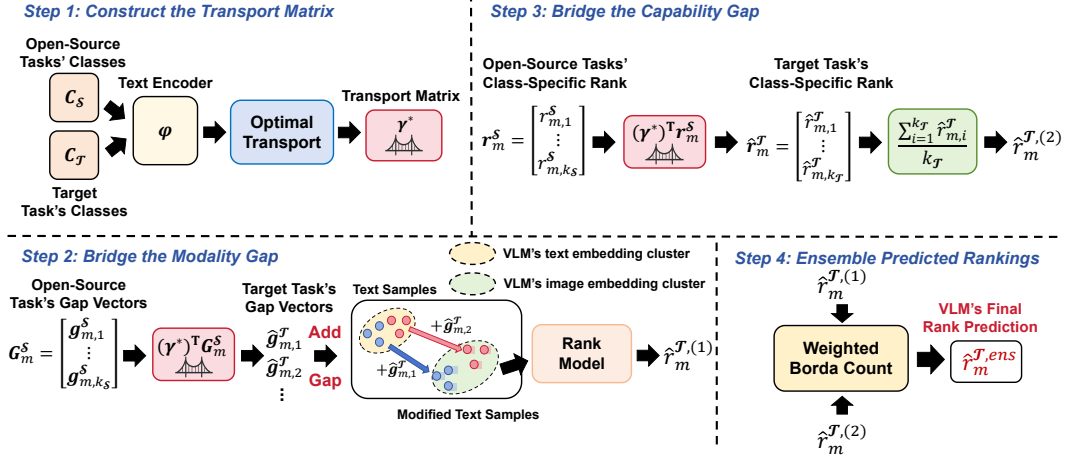 Step 1: Construct the Transport Matrix
Open-Source
Tasks' Classes
Text Encoder
Transport Matrix
C_S
φ
Optimal
Transport
γ*
C_T
Target
Task's Classes
Step 3: Bridge the Capability Gap
Open-Source Tasks'
Class-Specific Rank
Target Task's
Class-Specific Rank
r_m^S = [r_{m,1}^S ⋮ r_{m,k_S}^S]
(γ*)^T r_m^S
r̂_m^T = [r̂_{m,1}^T ⋮ r̂_{m,k_T}^T]
∑_{i=1}^{k_T} r̂_{m,i}^T / k_T
r̂_m^{T,(2)}
Step 2: Bridge the Modality Gap
VLM's text embedding cluster
VLM's image embedding cluster
Open-Source
Task's Gap Vectors
Target Task's
Gap Vectors
Text Samples
G_m^S = [g_{m,1}^S ⋮ g_{m,k_S}^S]
(γ*)^T G_m^S
ĝ_{m,1}^T
ĝ_{m,2}^T
⋮
Add
Gap
+ĝ_{m,2}^T
+ĝ_{m,1}^T
Modified Text Samples
Rank
Model
r̂_m^{T,(1)}
Step 4: Ensemble Predicted Rankings
r̂_m^{T,(1)}
Weighted
Borda Count
VLM's Final
Rank Prediction
r̂_m^{T,ens}
r̂_m^{T,(2)}